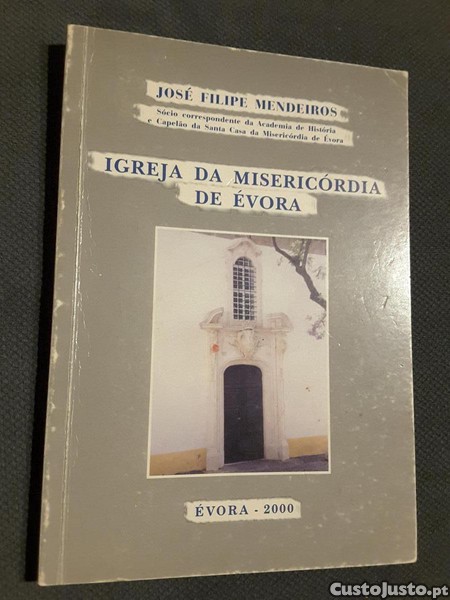 JOSÉ FILIPE MENDEIROS
Sócio correspondente da Academia de História
e Capelão da Santa Casa da Misericórdia de Évora
IGREJA DA MISERICÓRDIA
DE ÉVORA
ÉVORA - 2000
CustoJusto.pt